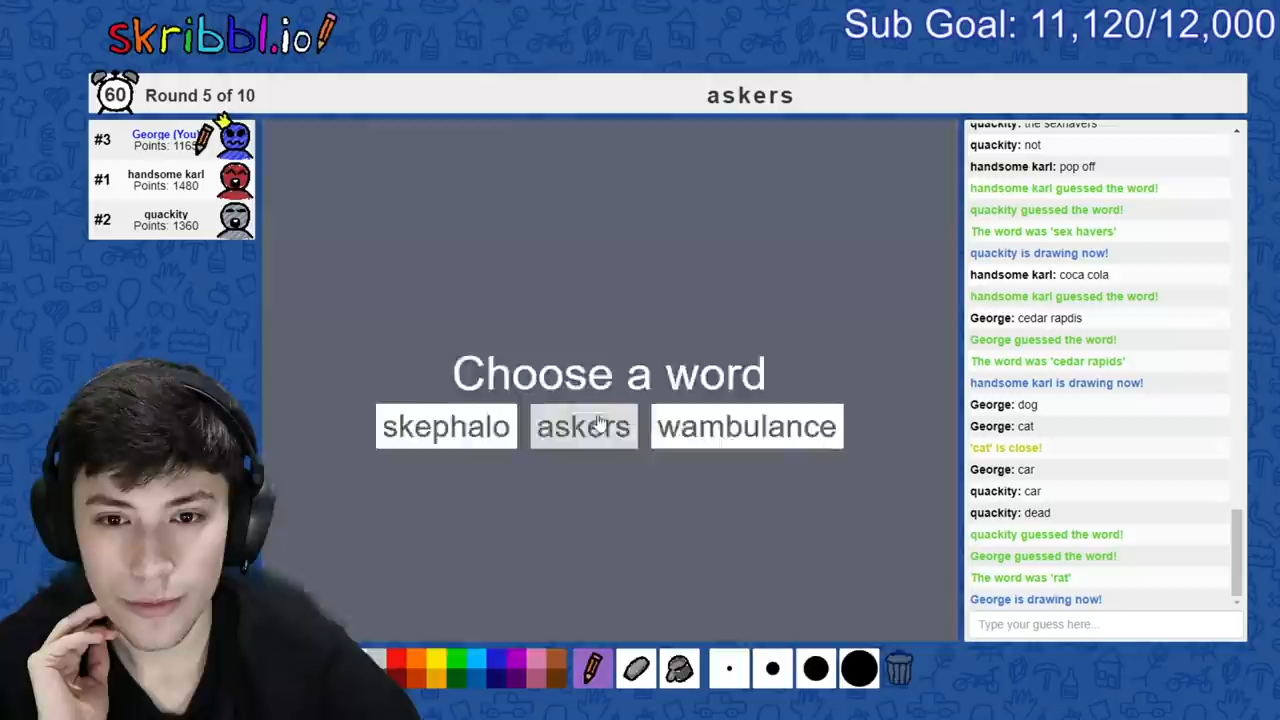 skribbl.io
Sub Goal: 11,120/12,000
60
Round 5 of 10
askers
#3
George (You)
Points: 1165
#1
handsome karl
Points: 1480
#2
quackity
Points: 1360
Choose a word
skephalo
askers
wambulance
quackity: the sexhavers
quackity: not
handsome karl: pop off
handsome karl guessed the word!
quackity guessed the word!
The word was 'sex havers'
quackity is drawing now!
handsome karl: coca cola
handsome karl guessed the word!
George: cedar rapdis
George guessed the word!
The word was 'cedar rapids'
handsome karl is drawing now!
George: dog
George: cat
'cat' is close!
George: car
quackity: car
quackity: dead
quackity guessed the word!
George guessed the word!
The word was 'rat'
George is drawing now!
Type your guess here...